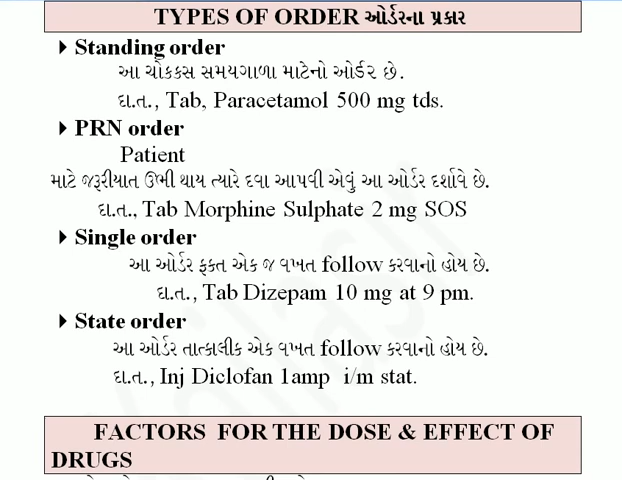 TYPES OF ORDER ઓર્ડરના પ્રકાર
Standing order
આ ચોકકસ સમયગાળા માટેનો ઓર્ડર છે.
દા.ત., Tab, Paracetamol 500 mg tds.
PRN order
Patient
માટે જરૂરીયાત ઉભી થાય ત્યારે દવા આપવી એવું આ ઓર્ડર દર્શાવે છે.
દા.ત., Tab Morphine Sulphate 2 mg SOS
Single order
આ ઓર્ડર ફક્ત એક જ વખત follow કરવાનો હોય છે.
દા.ત., Tab Dizepam 10 mg at 9 pm.
State order
આ ઓર્ડર તાત્કાલીક એક વખત follow કરવાનો હોય છે.
દા.ત., Inj Diclofan 1amp i/m stat.
FACTORS FOR THE DOSE & EFFECT OF
DRUGS